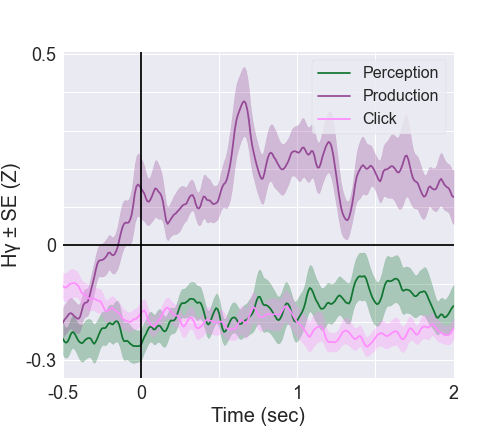 0.5
Perception
Production
Click
Hγ ± SE (Z)
0
-0.3
-0.5 0 1 2
Time (sec)